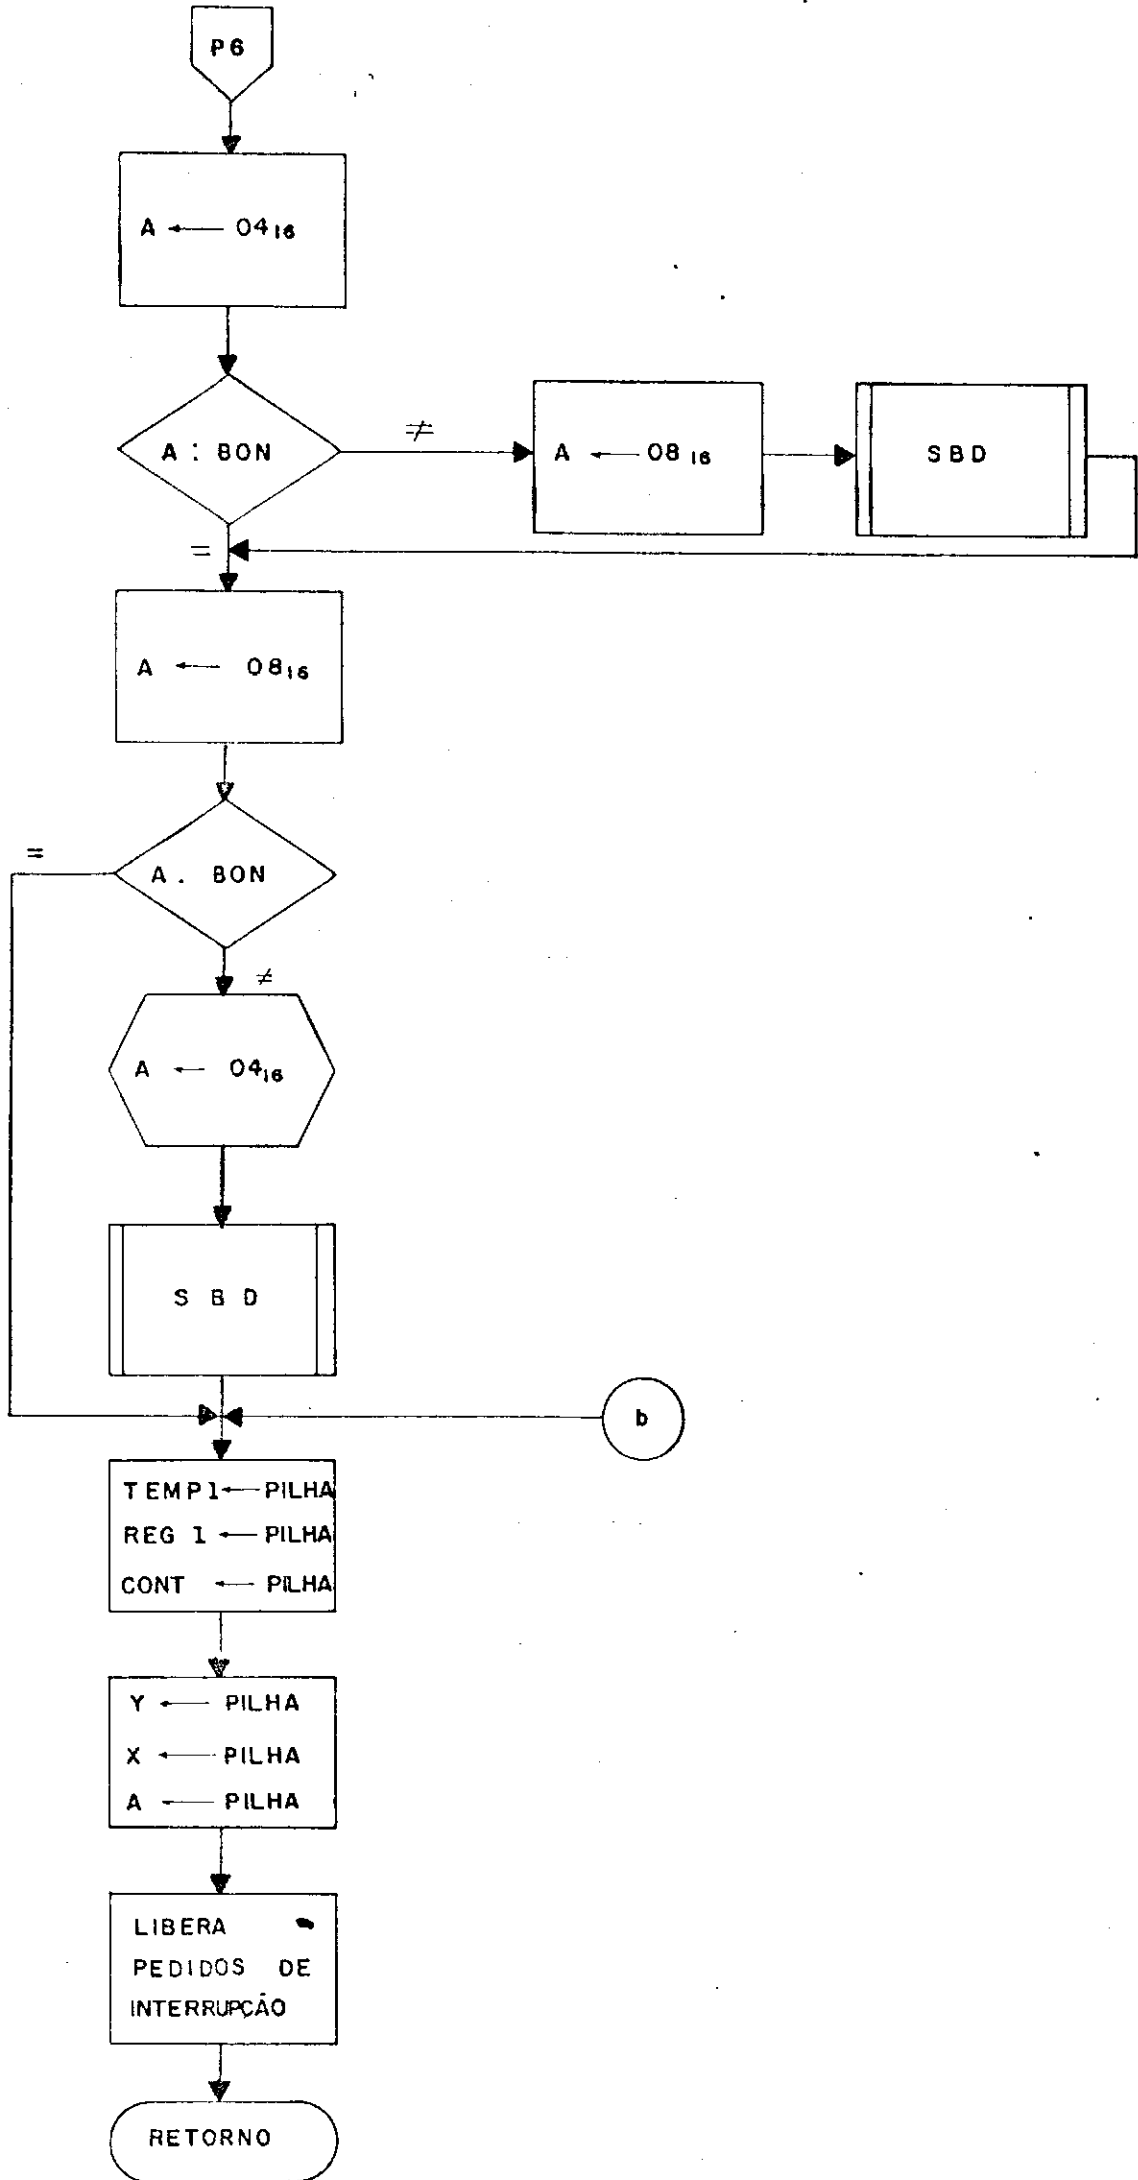 P6
A ← 04₁₆
A : BON
≠
A ← 08₁₆
SBD
=
A ← 08₁₆
A . BON
=
≠
A ← 04₁₆
S B D
b
TEMP1 ← PILHA
REG 1 ← PILHA
CONT ← PILHA
Y ← PILHA
X ← PILHA
A ← PILHA
LIBERA
PEDIDOS DE
INTERRUPÇÃO
RETORNO